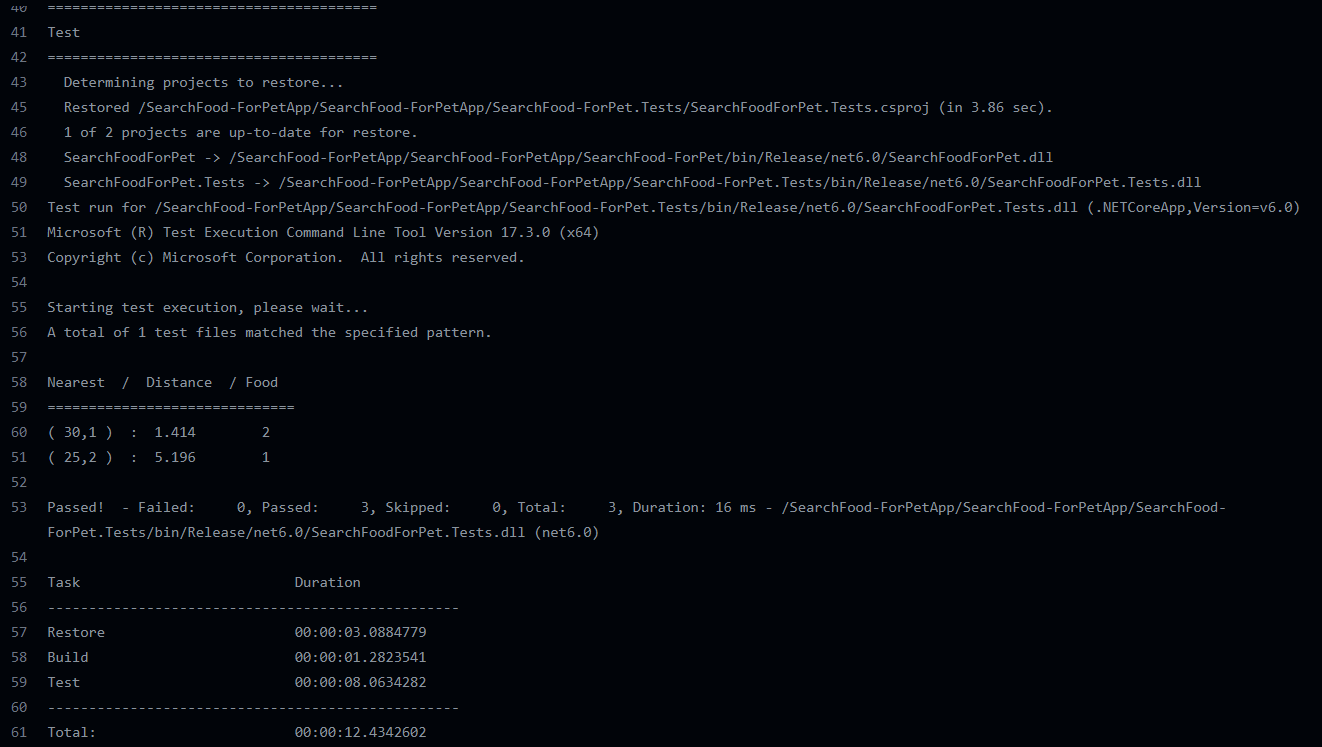 40 ========================================
41 Test
42 ========================================
43 Determining projects to restore...
45 Restored /SearchFood-ForPetApp/SearchFood-ForPetApp/SearchFood-ForPet.Tests/SearchFoodForPet.Tests.csproj (in 3.86 sec).
46 1 of 2 projects are up-to-date for restore.
48 SearchFoodForPet -> /SearchFood-ForPetApp/SearchFood-ForPetApp/SearchFood-ForPet/bin/Release/net6.0/SearchFoodForPet.dll
49 SearchFoodForPet.Tests -> /SearchFood-ForPetApp/SearchFood-ForPetApp/SearchFood-ForPet.Tests/bin/Release/net6.0/SearchFoodForPet.Tests.dll
50 Test run for /SearchFood-ForPetApp/SearchFood-ForPetApp/SearchFood-ForPet.Tests/bin/Release/net6.0/SearchFoodForPet.Tests.dll (.NETCoreApp,Version=v6.0)
51 Microsoft (R) Test Execution Command Line Tool Version 17.3.0 (x64)
53 Copyright (c) Microsoft Corporation.  All rights reserved.
54
55 Starting test execution, please wait...
56 A total of 1 test files matched the specified pattern.
57
58 Nearest  /  Distance  / Food
59 ==============================
60 ( 30,1 )  :  1.414        2
51 ( 25,2 )  :  5.196        1
52
53 Passed!  - Failed:     0, Passed:     3, Skipped:     0, Total:     3, Duration: 16 ms - /SearchFood-ForPetApp/SearchFood-ForPetApp/SearchFood-
ForPet.Tests/bin/Release/net6.0/SearchFoodForPet.Tests.dll (net6.0)
54
55 Task                          Duration
56 --------------------------------------------------
57 Restore                       00:00:03.0884779
58 Build                         00:00:01.2823541
59 Test                          00:00:08.0634282
60 --------------------------------------------------
61 Total:                        00:00:12.4342602